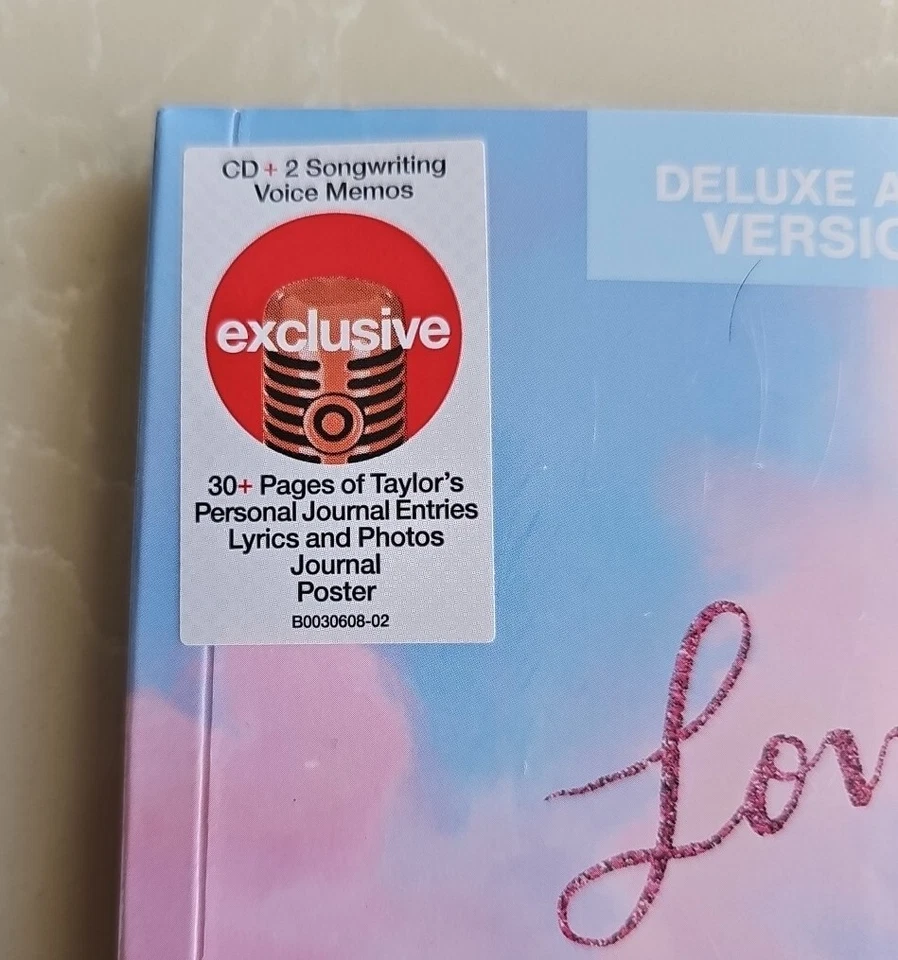 CD + 2 Songwriting
Voice Memos
exclusive
30+ Pages of Taylor's
Personal Journal Entries
Lyrics and Photos
Journal
Poster
B0030608-02
DELUXE A
VERSIO
Lov